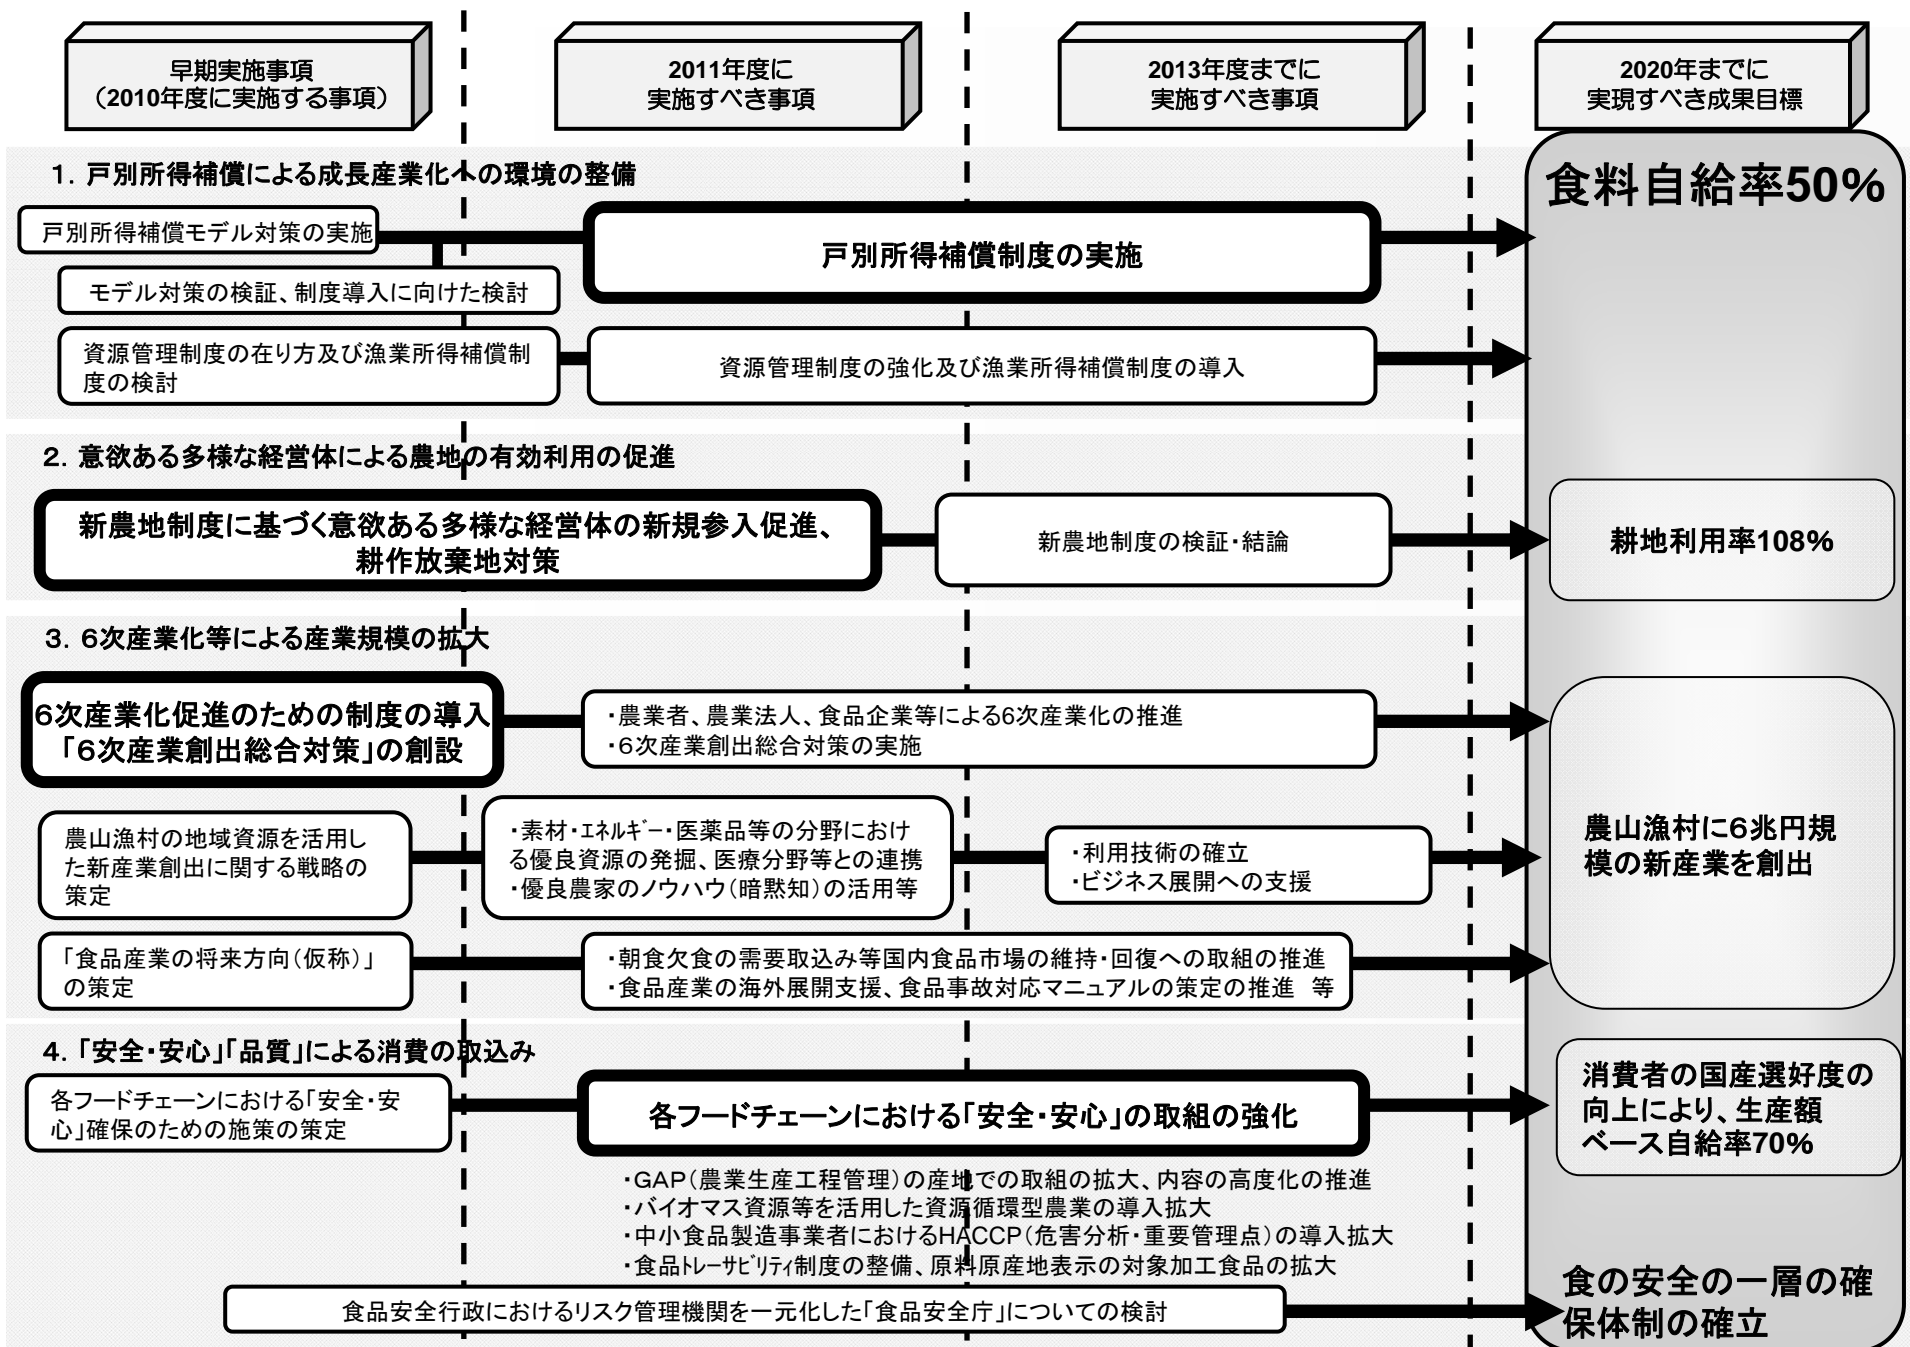 早期実施事項
（2010年度に実施する事項）
2011年度に
実施すべき事項
2013年度までに
実施すべき事項
2020年までに
実現すべき成果目標
食料自給率50%
１．戸別所得補償による成長産業化への環境の整備
戸別所得補償モデル対策の実施
戸別所得補償制度の実施
モデル対策の検証、制度導入に向けた検討
資源管理制度の在り方及び漁業所得補償制
度の検討
資源管理制度の強化及び漁業所得補償制度の導入
２．意欲ある多様な経営体による農地の有効利用の促進
新農地制度に基づく意欲ある多様な経営体の新規参入促進、
耕作放棄地対策
新農地制度の検証・結論
耕地利用率108%
３．６次産業化等による産業規模の拡大
６次産業化促進のための制度の導入
「６次産業創出総合対策」の創設
・農業者、農業法人、食品企業等による6次産業化の推進
・６次産業創出総合対策の実施
農山漁村の地域資源を活用し
た新産業創出に関する戦略の
策定
・素材・ｴﾈﾙｷﾞｰ・医薬品等の分野におけ
る優良資源の発掘、医療分野等との連携
・優良農家のノウハウ（暗黙知）の活用等
・利用技術の確立
・ビジネス展開への支援
農山漁村に６兆円規
模の新産業を創出
「食品産業の将来方向（仮称）」
の策定
・朝食欠食の需要取込み等国内食品市場の維持・回復への取組の推進
・食品産業の海外展開支援、食品事故対応マニュアルの策定の推進　等
４．「安全・安心」「品質」による消費の取込み
各フードチェーンにおける「安全・安
心」確保のための施策の策定
各フードチェーンにおける「安全・安心」の取組の強化
消費者の国産選好度の
向上により、生産額
ベース自給率70%
・GAP（農業生産工程管理）の産地での取組の拡大、内容の高度化の推進
・バイオマス資源等を活用した資源循環型農業の導入拡大
・中小食品製造事業者におけるHACCP（危害分析・重要管理点）の導入拡大
・食品ﾄﾚｰｻﾋﾞﾘﾃｨ制度の整備、原料原産地表示の対象加工食品の拡大
食品安全行政におけるリスク管理機関を一元化した「食品安全庁」についての検討
食の安全の一層の確
保体制の確立